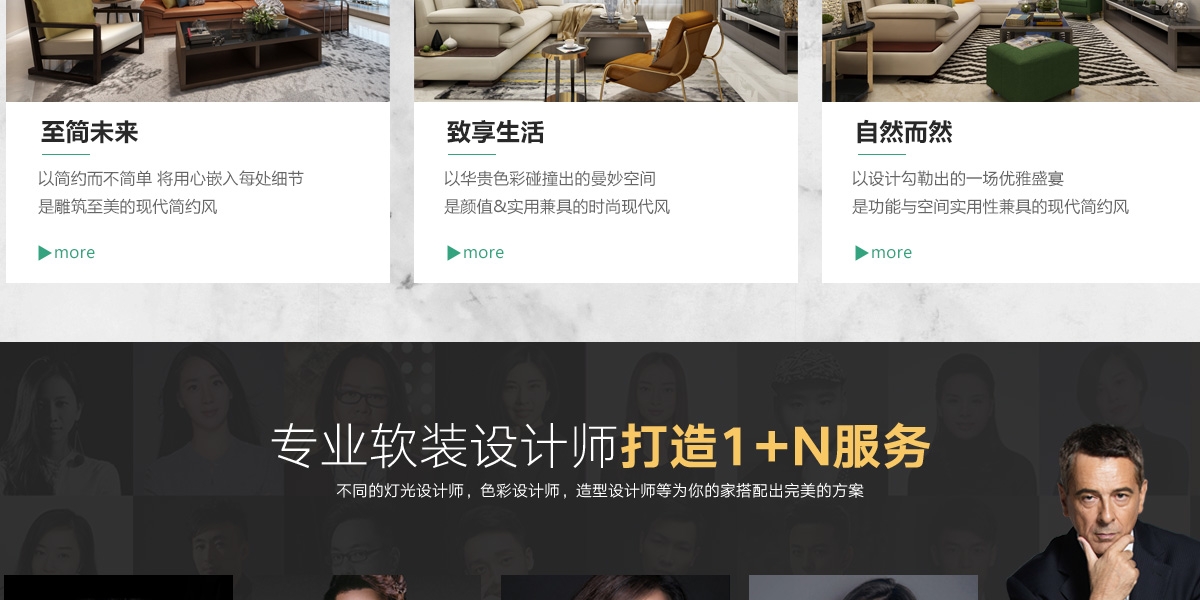 至简未来
以简约而不简单 将用心嵌入每处细节
是雕筑至美的现代简约风
▶more
致享生活
以华贵色彩碰撞出的曼妙空间
是颜值&实用兼具的时尚现代风
▶more
自然而然
以设计勾勒出的一场优雅盛宴
是功能与空间实用性兼具的现代简约风
▶more
专业软装设计师打造1+N服务
不同的灯光设计师，色彩设计师，造型设计师等为你的家搭配出完美的方案